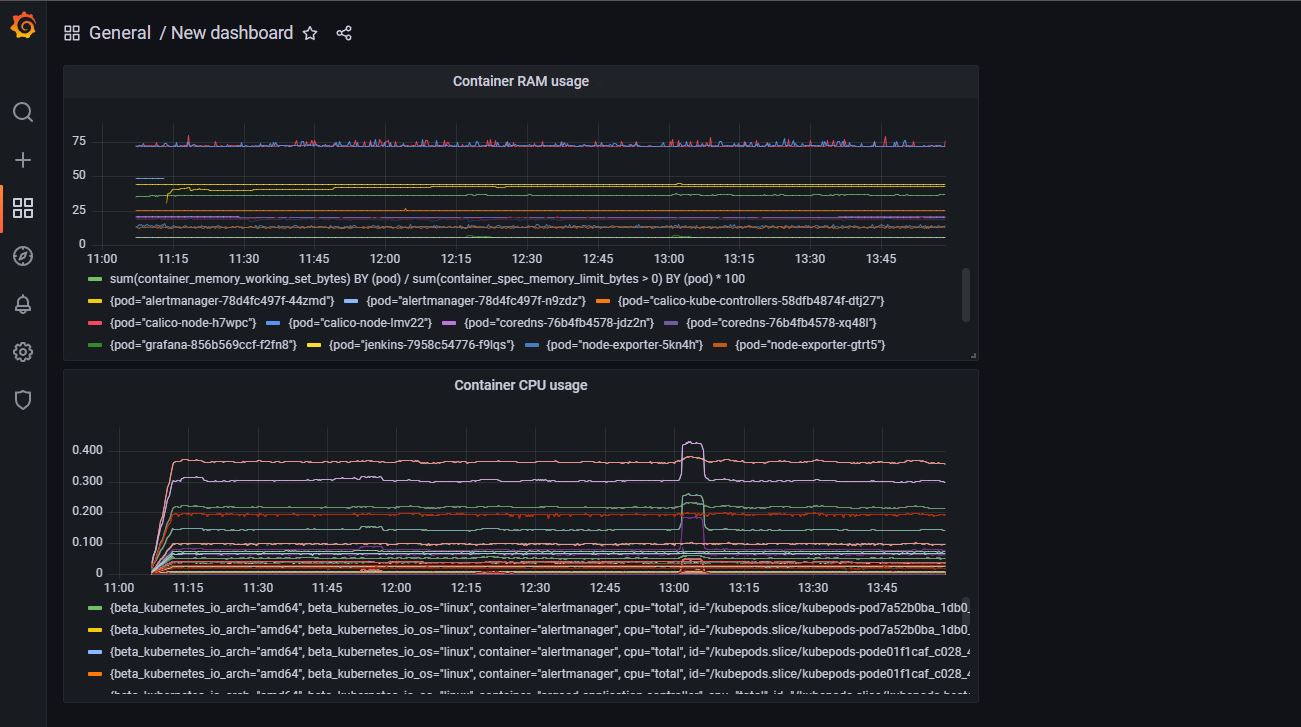 General / New dashboard
Container RAM usage
75
50
25
0
11:00 11:15 11:30 11:45 12:00 12:15 12:30 12:45 13:00 13:15 13:30 13:45
sum(container_memory_working_set_bytes) BY (pod) / sum(container_spec_memory_limit_bytes > 0) BY (pod) * 100
{pod="alertmanager-78d4fc497f-44zmd"} {pod="alertmanager-78d4fc497f-n9zdz"} {pod="calico-kube-controllers-58dfb4874f-dtj27"}
{pod="calico-node-h7wpc"} {pod="calico-node-lmv22"} {pod="coredns-76b4fb4578-jdz2n"} {pod="coredns-76b4fb4578-xq48l"}
{pod="grafana-856b569ccf-f2fn8"} {pod="jenkins-7958c54776-f9lqs"} {pod="node-exporter-5kn4h"} {pod="node-exporter-gtrt5"}
Container CPU usage
0.400
0.300
0.200
0.100
0
11:00 11:15 11:30 11:45 12:00 12:15 12:30 12:45 13:00 13:15 13:30 13:45
{beta_kubernetes_io_arch="amd64", beta_kubernetes_io_os="linux", container="alertmanager", cpu="total", id="/kubepods.slice/kubepods-pod7a52b0ba_1db0_
{beta_kubernetes_io_arch="amd64", beta_kubernetes_io_os="linux", container="alertmanager", cpu="total", id="/kubepods.slice/kubepods-pod7a52b0ba_1db0_
{beta_kubernetes_io_arch="amd64", beta_kubernetes_io_os="linux", container="alertmanager", cpu="total", id="/kubepods.slice/kubepods-pode01f1caf_c028_4
{beta_kubernetes_io_arch="amd64", beta_kubernetes_io_os="linux", container="alertmanager", cpu="total", id="/kubepods.slice/kubepods-pode01f1caf_c028_4